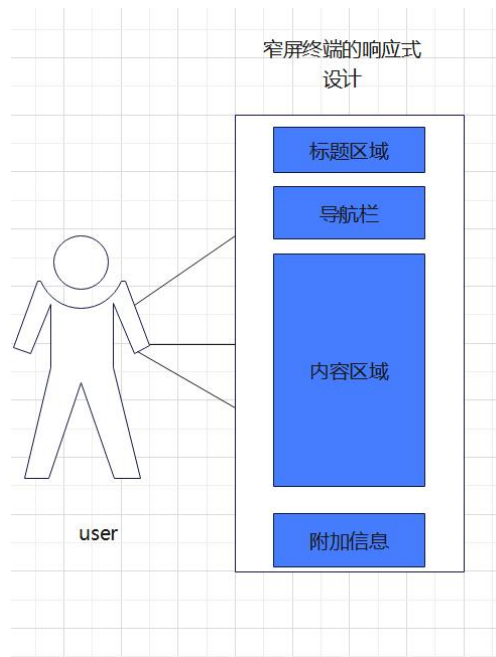 窄屏终端的响应式
设计
标题区域
导航栏
内容区域
附加信息
user